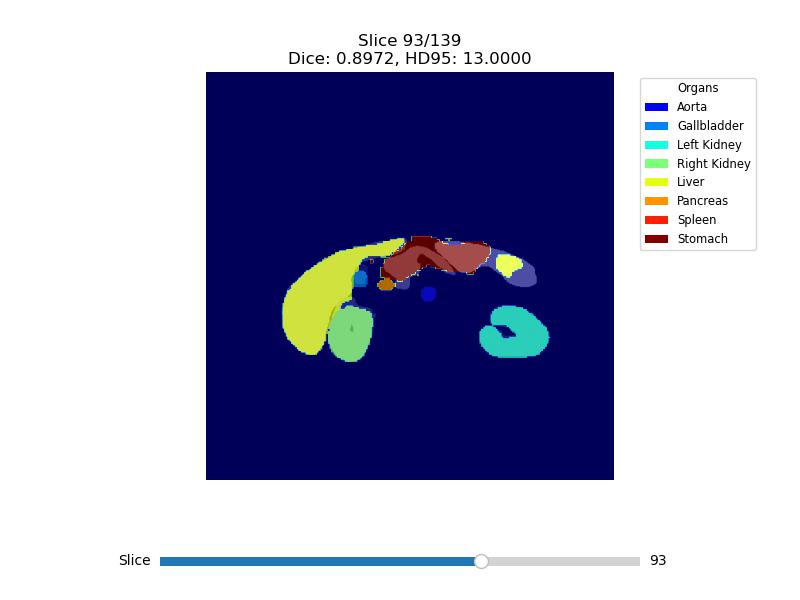 Slice 93/139
Dice: 0.8972, HD95: 13.0000
Organs
Aorta
Gallbladder
Left Kidney
Right Kidney
Liver
Pancreas
Spleen
Stomach
Slice 93